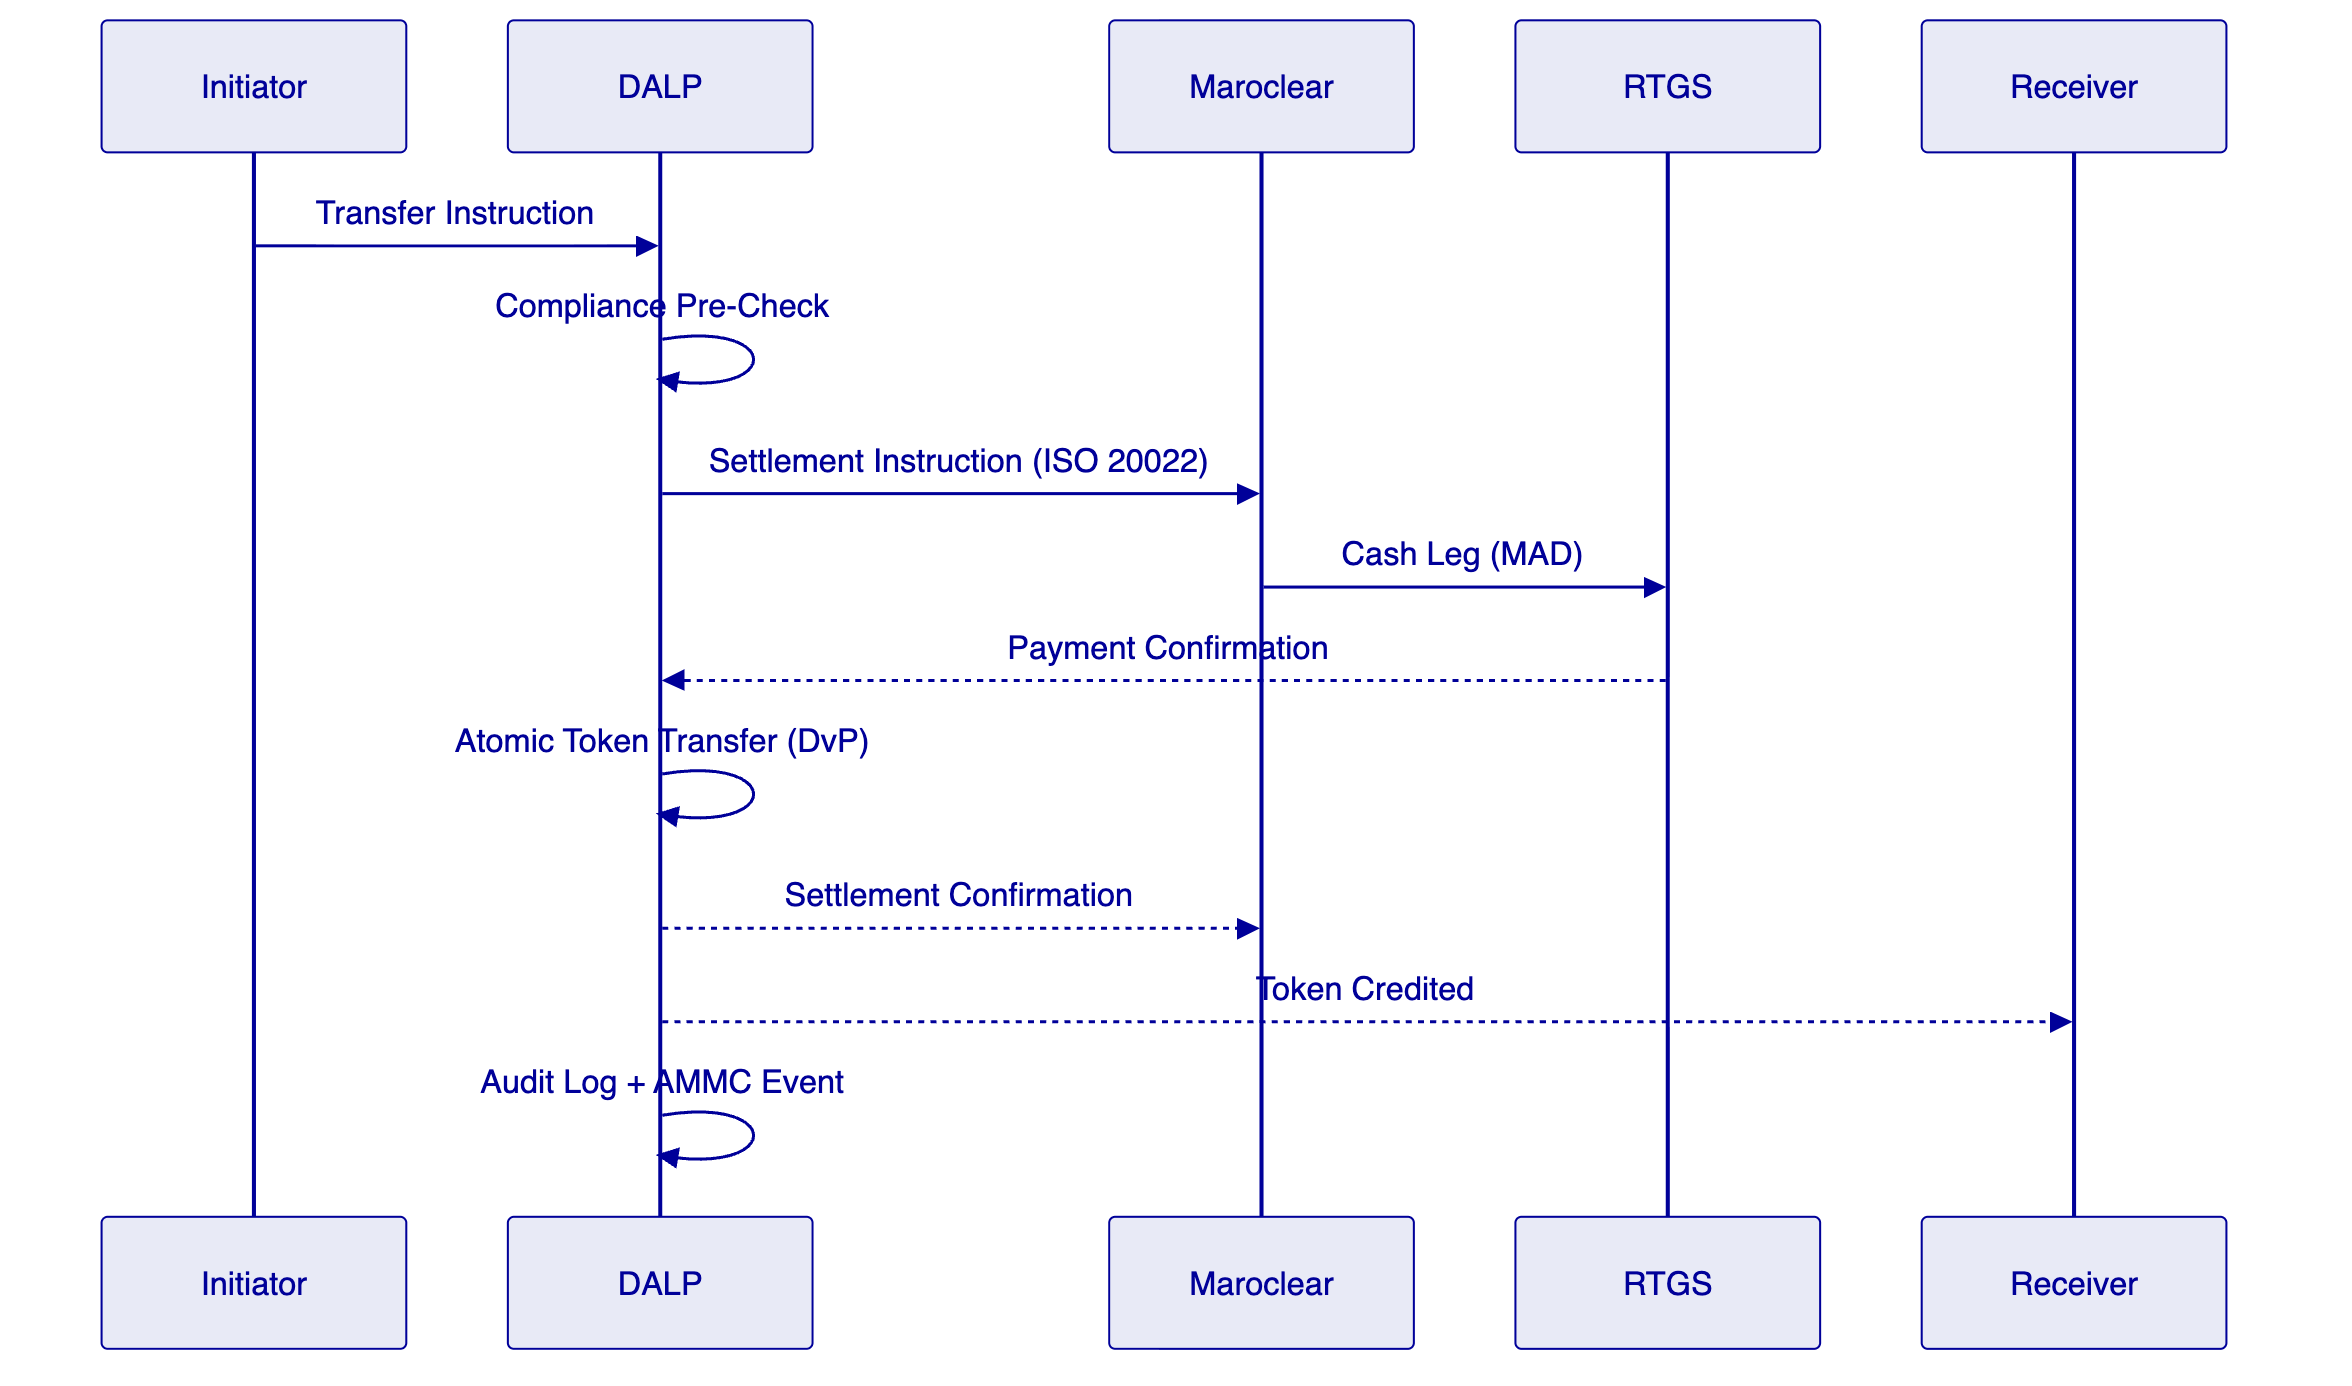 Initiator
DALP
Maroclear
RTGS
Receiver
Transfer Instruction
Compliance Pre-Check
Settlement Instruction (ISO 20022)
Cash Leg (MAD)
Payment Confirmation
Atomic Token Transfer (DvP)
Settlement Confirmation
Token Credited
Audit Log + AMMC Event
Initiator
DALP
Maroclear
RTGS
Receiver